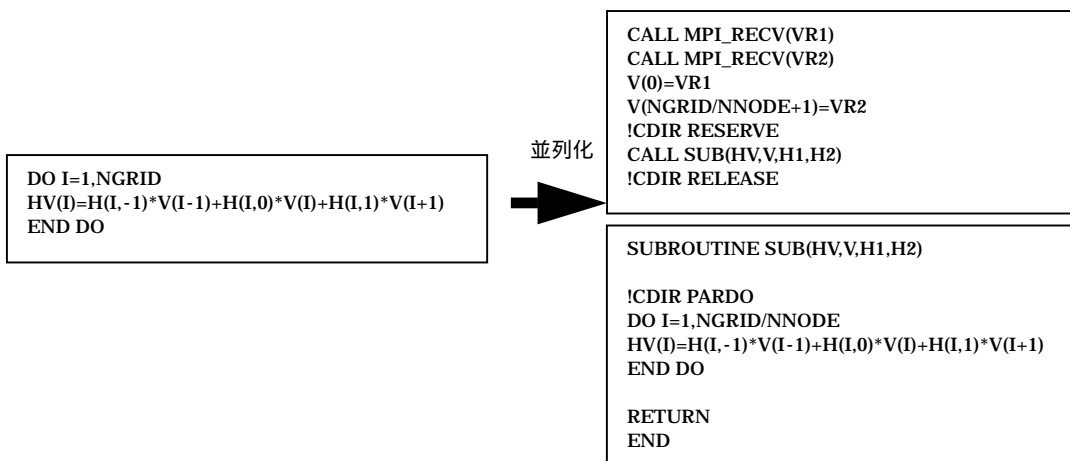 DO I=1,NGRID
HV(I)=H(I,-1)*V(I-1)+H(I,0)*V(I)+H(I,1)*V(I+1)
END DO
並列化
CALL MPI_RECV(VR1)
CALL MPI_RECV(VR2)
V(0)=VR1
V(NGRID/NNODE+1)=VR2
!CDIR RESERVE
CALL SUB(HV,V,H1,H2)
!CDIR RELEASE
SUBROUTINE SUB(HV,V,H1,H2)
!CDIR PARDO
DO I=1,NGRID/NNODE
HV(I)=H(I,-1)*V(I-1)+H(I,0)*V(I)+H(I,1)*V(I+1)
END DO
RETURN
END